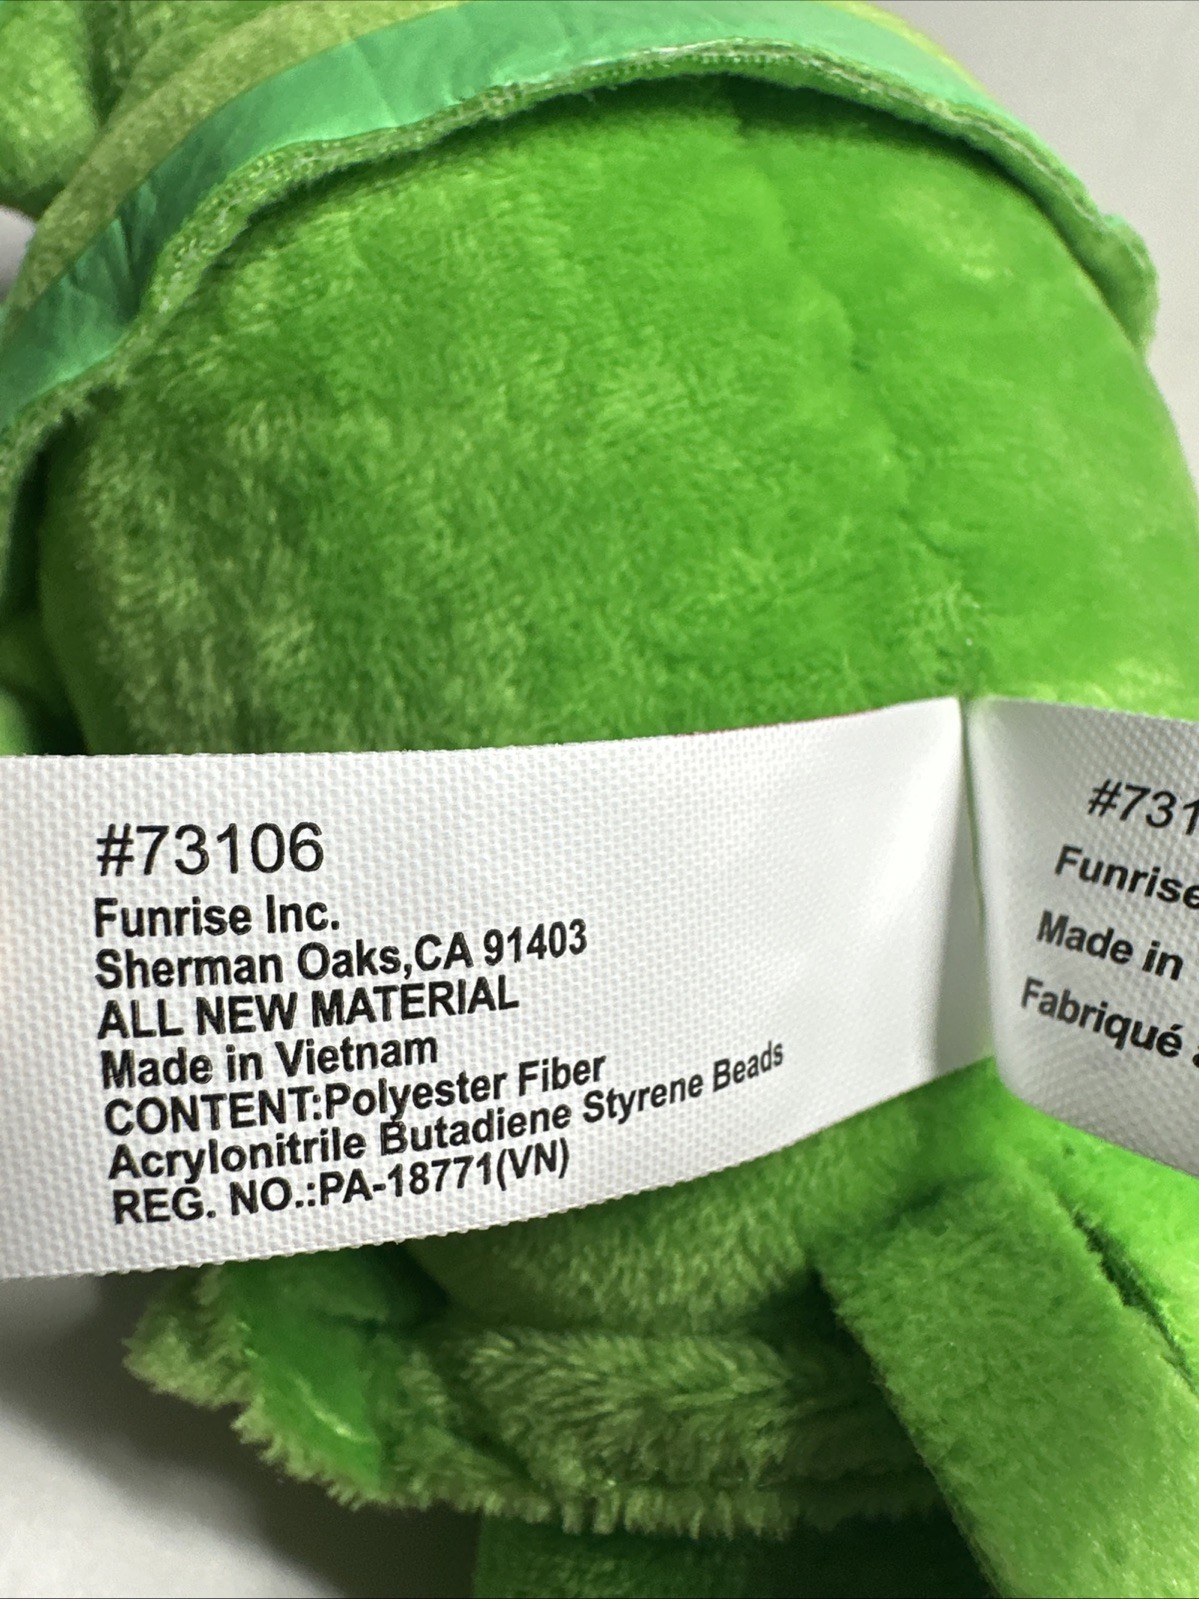 #73106
Funrise Inc.
Sherman Oaks,CA 91403
ALL NEW MATERIAL
Made in Vietnam
CONTENT:Polyester Fiber
Acrylonitrile Butadiene Styrene Beads
REG. NO.:PA-18771(VN)
#731
Funrise
Made in
Fabriqué